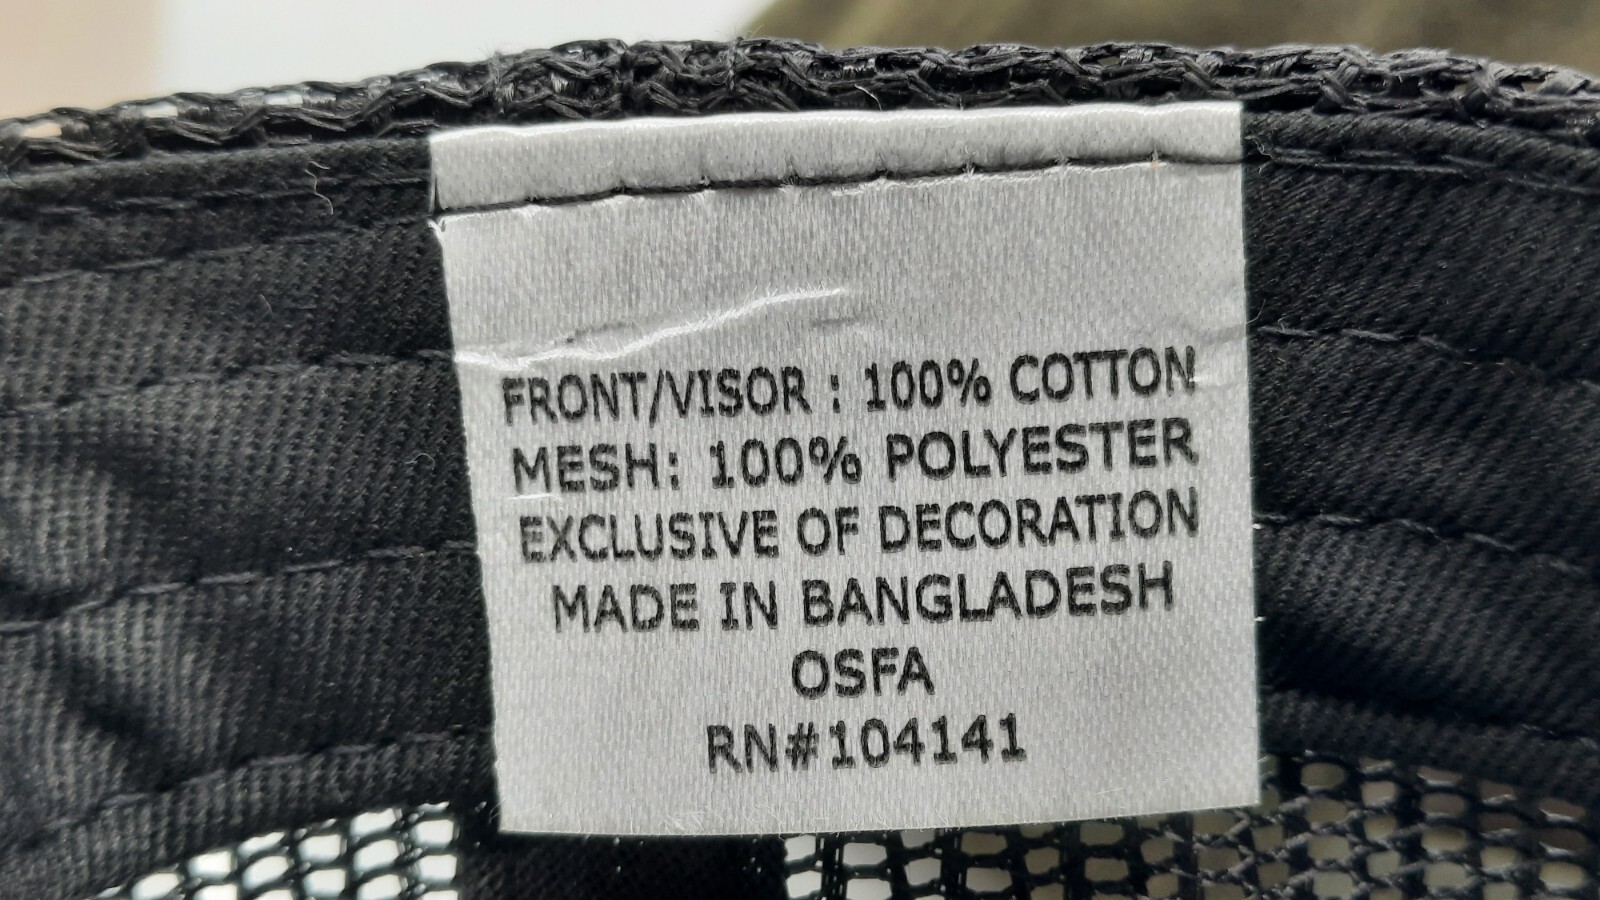 FRONT/VISOR : 100% COTTON
MESH: 100% POLYESTER
EXCLUSIVE OF DECORATION
MADE IN BANGLADESH
OSFA
RN#104141